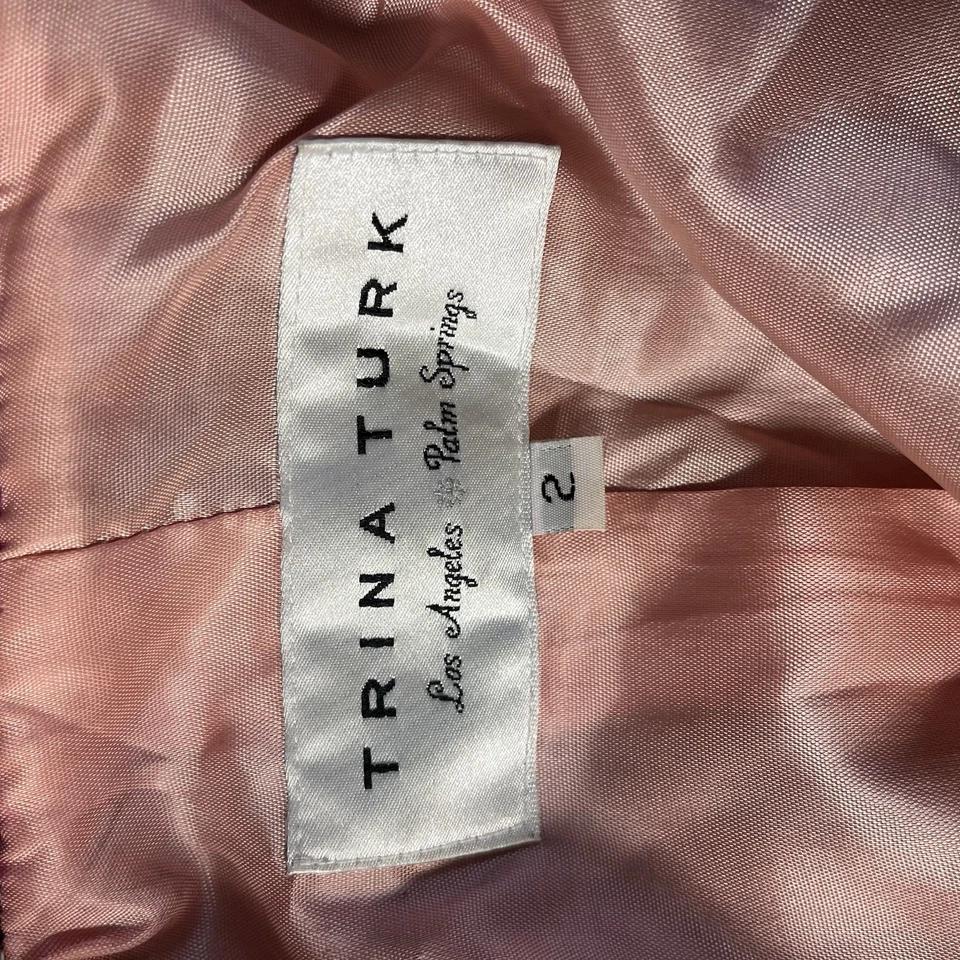 TRINA TURK
Los Angeles Palm Springs
2